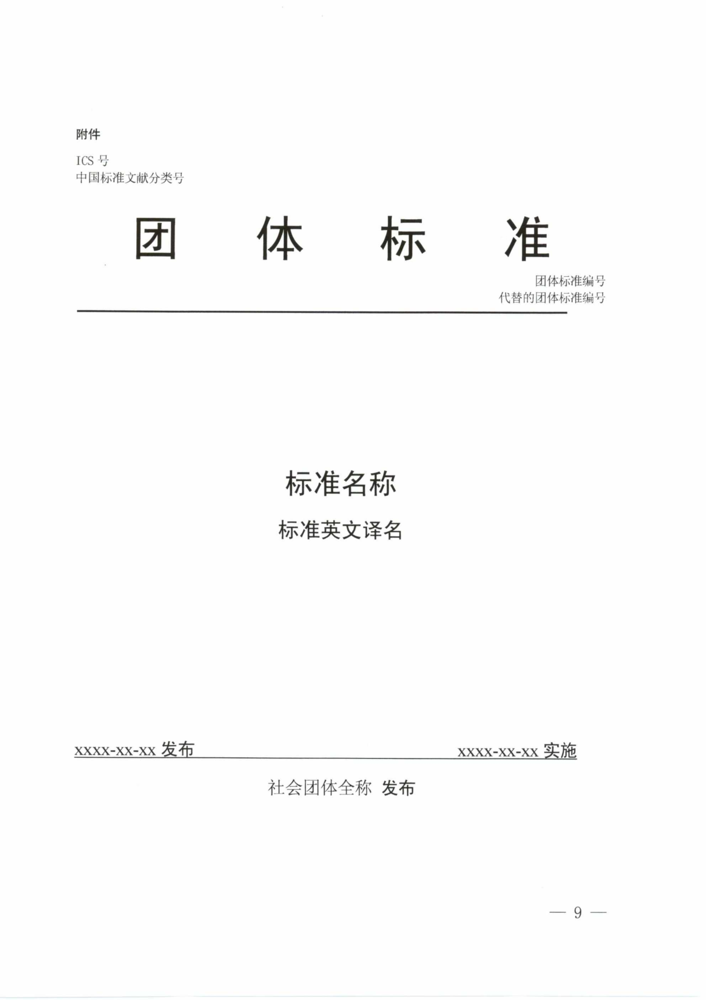 附件
ICS 号
中国标准文献分类号
团 体 标 准
团体标准编号
代替的团体标准编号
标准名称
标准英文译名
xxxx-xx-xx 发布 xxxx-xx-xx 实施
社会团体全称 发布
— 9 —